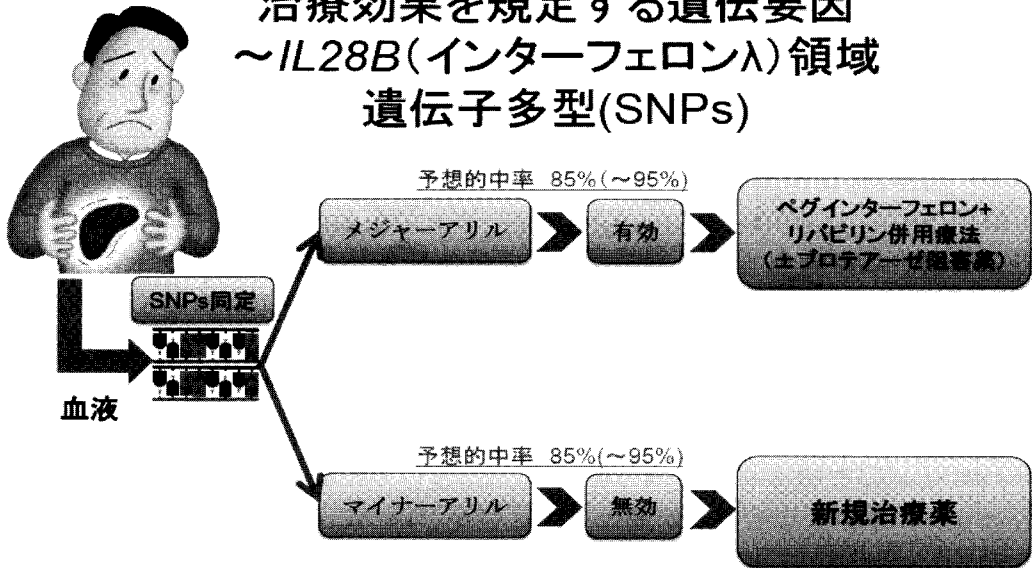 治療効果を規定する遺伝要因
～IL28B(インターフェロンλ)領域
遺伝子多型(SNPs)
予想的中率 85%(～95%)
メジャーアリル
有効
ペグインターフェロン+
リバビリン併用療法
(±プロテアーゼ阻害薬)
SNPs同定
血液
予想的中率 85%(～95%)
マイナーアリル
無効
新規治療薬